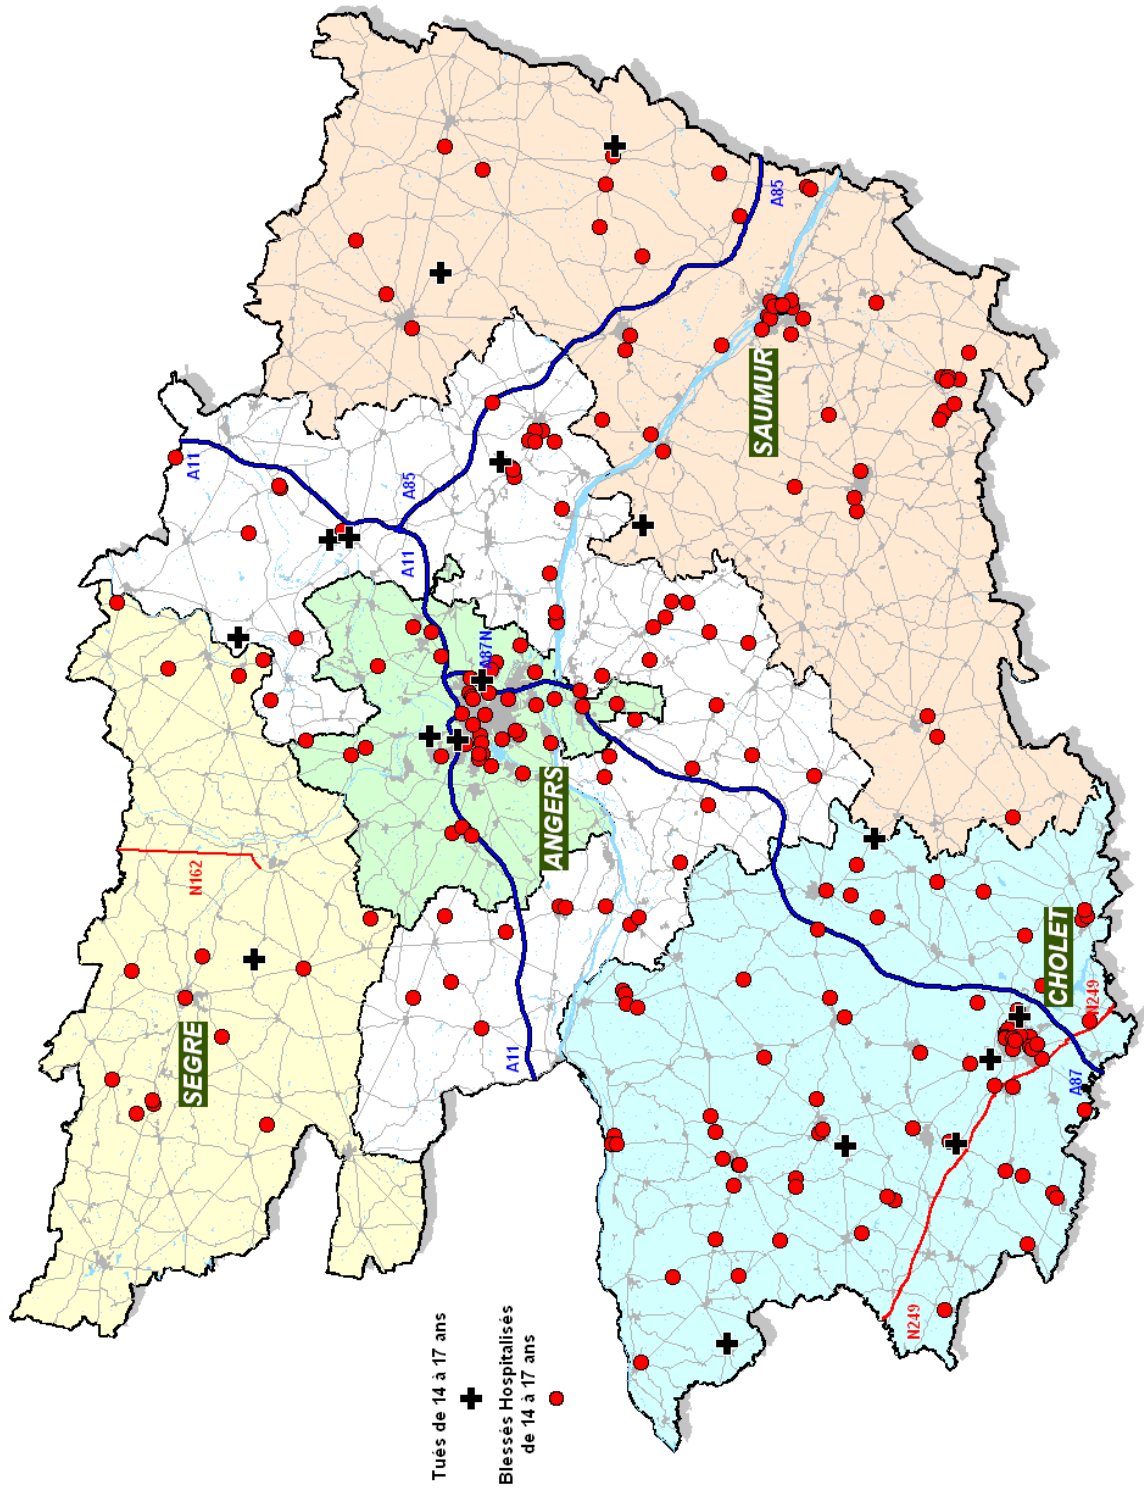 Tués de 14 à 17 ans
Blessés Hospitalisés
de 14 à 17 ans
SEGRE
N162
A11
A11
A85
A11
A87N
ANGERS
A85
SAUMUR
CHOLET
N249
A87
N249